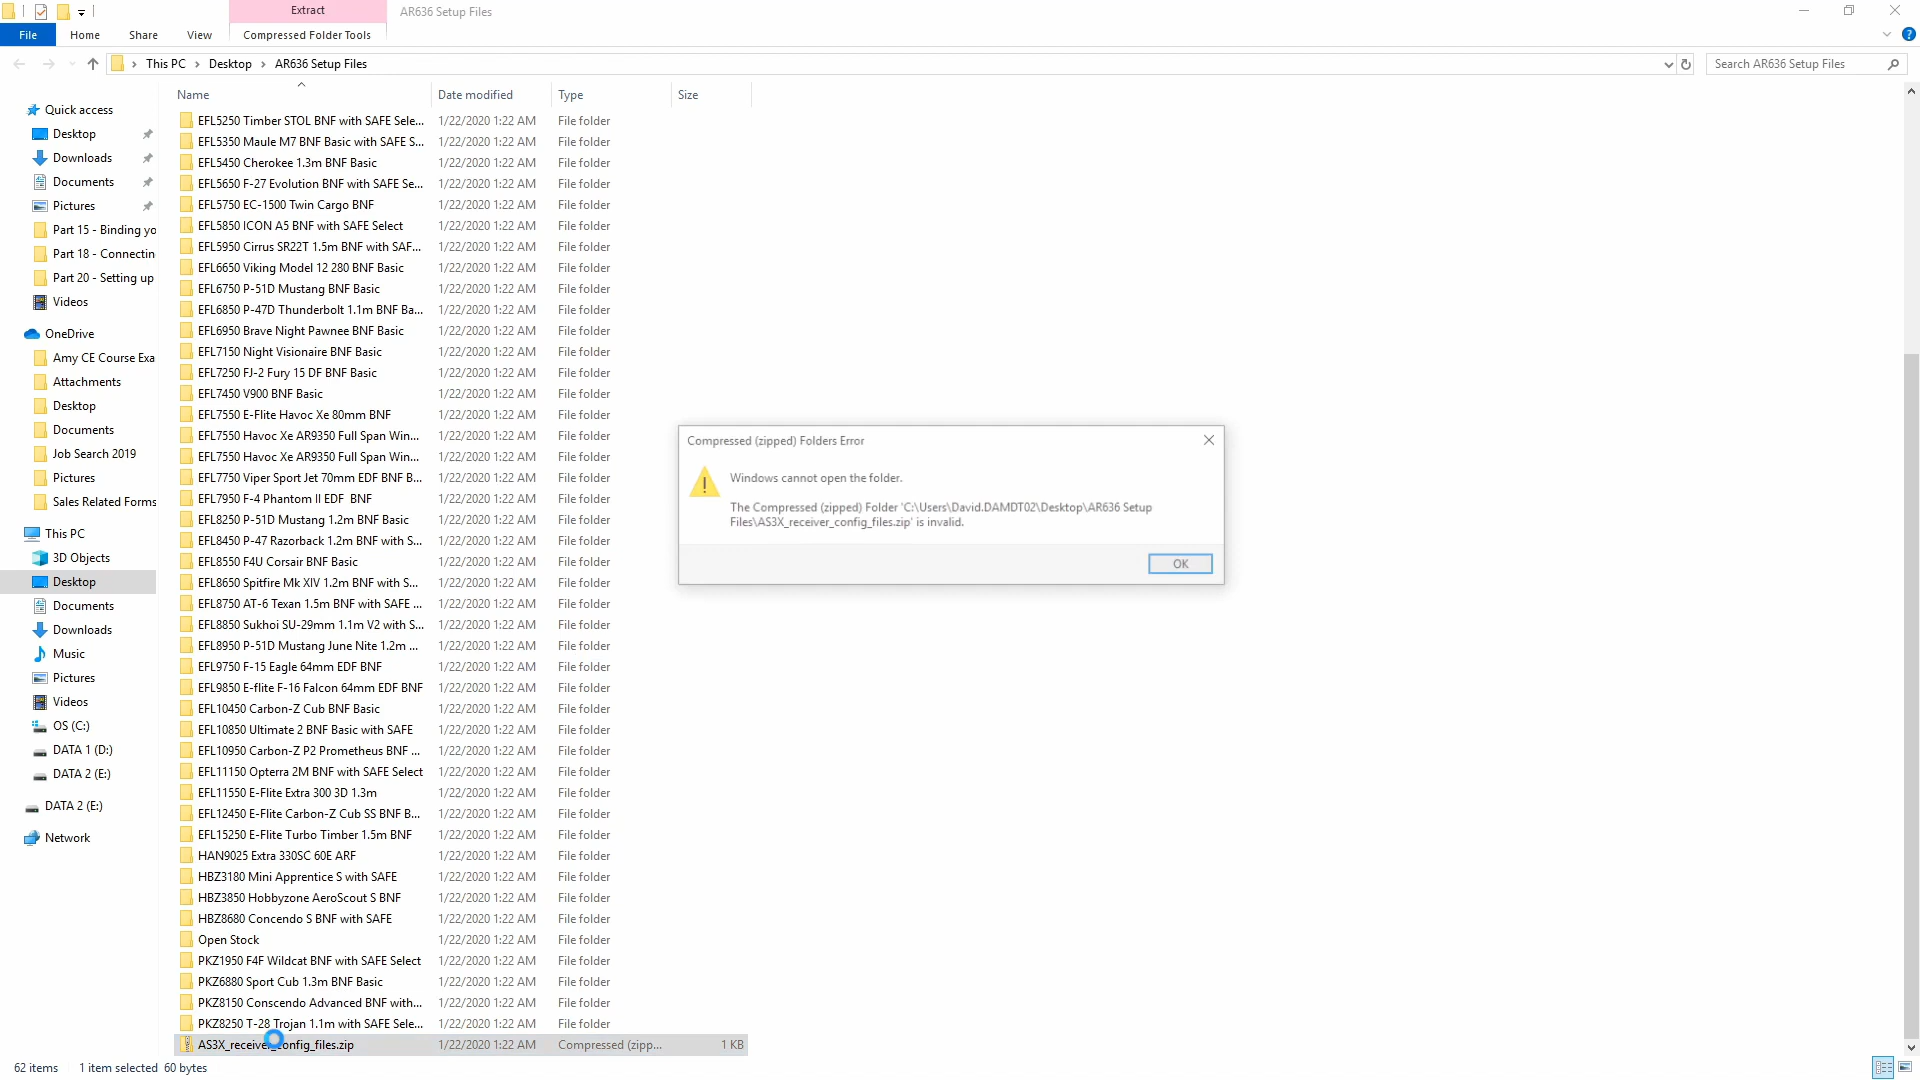 Extract
AR636 Setup Files
File
Home
Share
View
Compressed Folder Tools
This PC
Desktop
AR636 Setup Files
Search AR636 Setup Files
Name
Date modified
Type
Size
Quick access
Desktop
Downloads
Documents
Pictures
Part 15 - Binding yo
Part 18 - Connectin
Part 20 - Setting up
Videos
OneDrive
Amy CE Course Exa
Attachments
Desktop
Documents
Job Search 2019
Pictures
Sales Related Forms
This PC
3D Objects
Desktop
Documents
Downloads
Music
Pictures
Videos
OS (C:)
DATA 1 (D:)
DATA 2 (E:)
DATA 2 (E:)
Network
EFL5250 Timber STOL BNF with SAFE Sele... 1/22/2020 1:22 AM File folder
EFL5350 Maule M7 BNF Basic with SAFE S... 1/22/2020 1:22 AM File folder
EFL5450 Cherokee 1.3m BNF Basic 1/22/2020 1:22 AM File folder
EFL5650 F-27 Evolution BNF with SAFE Se... 1/22/2020 1:22 AM File folder
EFL5750 EC-1500 Twin Cargo BNF 1/22/2020 1:22 AM File folder
EFL5850 ICON A5 BNF with SAFE Select 1/22/2020 1:22 AM File folder
EFL5950 Cirrus SR22T 1.5m BNF with SAF... 1/22/2020 1:22 AM File folder
EFL6650 Viking Model 12 280 BNF Basic 1/22/2020 1:22 AM File folder
EFL6750 P-51D Mustang BNF Basic 1/22/2020 1:22 AM File folder
EFL6850 P-47D Thunderbolt 1.1m BNF Ba... 1/22/2020 1:22 AM File folder
EFL6950 Brave Night Pawnee BNF Basic 1/22/2020 1:22 AM File folder
EFL7150 Night Visionaire BNF Basic 1/22/2020 1:22 AM File folder
EFL7250 FJ-2 Fury 15 DF BNF Basic 1/22/2020 1:22 AM File folder
EFL7450 V900 BNF Basic 1/22/2020 1:22 AM File folder
EFL7550 E-Flite Havoc Xe 80mm BNF 1/22/2020 1:22 AM File folder
EFL7550 Havoc Xe AR9350 Full Span Win... 1/22/2020 1:22 AM File folder
EFL7550 Havoc Xe AR9350 Full Span Win... 1/22/2020 1:22 AM File folder
EFL7750 Viper Sport Jet 70mm EDF BNF B... 1/22/2020 1:22 AM File folder
EFL7950 F-4 Phantom II EDF BNF 1/22/2020 1:22 AM File folder
EFL8250 P-51D Mustang 1.2m BNF Basic 1/22/2020 1:22 AM File folder
EFL8450 P-47 Razorback 1.2m BNF with S... 1/22/2020 1:22 AM File folder
EFL8550 F4U Corsair BNF Basic 1/22/2020 1:22 AM File folder
EFL8650 Spitfire Mk XIV 1.2m BNF with S... 1/22/2020 1:22 AM File folder
EFL8750 AT-6 Texan 1.5m BNF with SAFE ... 1/22/2020 1:22 AM File folder
EFL8850 Sukhoi SU-29mm 1.1m V2 with S... 1/22/2020 1:22 AM File folder
EFL8950 P-51D Mustang June Nite 1.2m ... 1/22/2020 1:22 AM File folder
EFL9750 F-15 Eagle 64mm EDF BNF 1/22/2020 1:22 AM File folder
EFL9850 E-flite F-16 Falcon 64mm EDF BNF 1/22/2020 1:22 AM File folder
EFL10450 Carbon-Z Cub BNF Basic 1/22/2020 1:22 AM File folder
EFL10850 Ultimate 2 BNF Basic with SAFE 1/22/2020 1:22 AM File folder
EFL10950 Carbon-Z P2 Prometheus BNF ... 1/22/2020 1:22 AM File folder
EFL11150 Opterra 2M BNF with SAFE Select 1/22/2020 1:22 AM File folder
EFL11550 E-Flite Extra 300 3D 1.3m 1/22/2020 1:22 AM File folder
EFL12450 E-Flite Carbon-Z Cub SS BNF B... 1/22/2020 1:22 AM File folder
EFL15250 E-Flite Turbo Timber 1.5m BNF 1/22/2020 1:22 AM File folder
HAN9025 Extra 330SC 60E ARF 1/22/2020 1:22 AM File folder
HBZ3180 Mini Apprentice S with SAFE 1/22/2020 1:22 AM File folder
HBZ3850 Hobbyzone AeroScout S BNF 1/22/2020 1:22 AM File folder
HBZ8680 Concendo S BNF with SAFE 1/22/2020 1:22 AM File folder
Open Stock 1/22/2020 1:22 AM File folder
PKZ1950 F4F Wildcat BNF with SAFE Select 1/22/2020 1:22 AM File folder
PKZ6880 Sport Cub 1.3m BNF Basic 1/22/2020 1:22 AM File folder
PKZ8150 Conscendo Advanced BNF with... 1/22/2020 1:22 AM File folder
PKZ8250 T-28 Trojan 1.1m with SAFE Sele... 1/22/2020 1:22 AM File folder
AS3X_receiver_config_files.zip 1/22/2020 1:22 AM Compressed (zipp... 1 KB
Compressed (zipped) Folders Error
Windows cannot open the folder.
The Compressed (zipped) Folder 'C:\Users\David.DAMDT02\Desktop\AR636 Setup
Files\AS3X_receiver_config_files.zip' is invalid.
OK
62 items
1 item selected 60 bytes